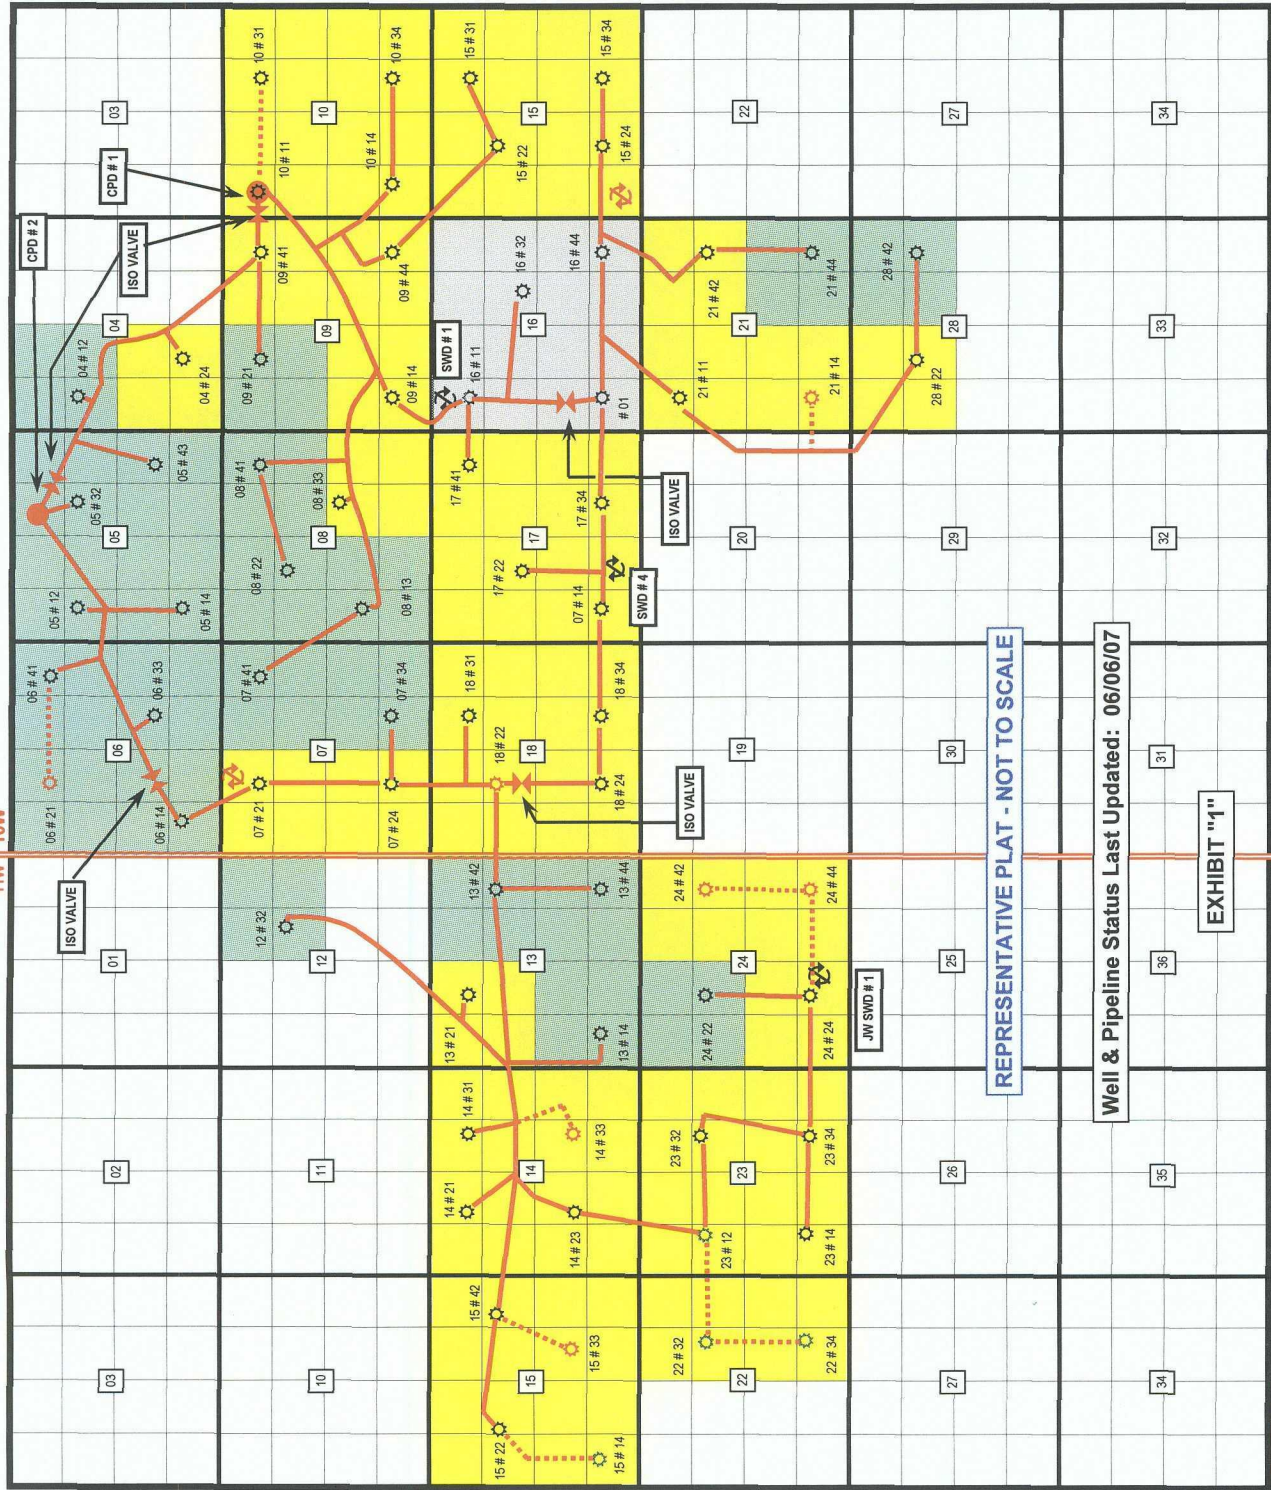 03
02
01
ISO VALVE
06 # 21
06 # 41
06 # 14
06
06 # 33
05 # 12
05 # 14
05
05 # 32
05 # 43
CPD # 2
ISO VALVE
04 # 12
04 # 24
04
CPD # 1
03
10
11
12 # 32
12
07 # 21
07 # 24
07
07 # 41
07 # 34
08 # 13
08 # 22
08
08 # 33
08 # 41
09 # 21
09 # 14
09
09 # 41
09 # 44
10 # 11
10 # 14
10
10 # 31
10 # 34
15 # 22
15 # 14
15
15 # 42
15 # 33
14 # 21
14 # 23
14
14 # 31
14 # 33
13 # 21
13 # 14
13
13 # 42
13 # 44
18 # 22
18 # 24
18
18 # 31
18 # 34
ISO VALVE
07 # 14
17 # 22
17
17 # 34
17 # 41
SWD # 4
ISO VALVE
SWD # 1
16 # 11
# 01
16
16 # 32
16 # 44
15 # 22
15 # 24
15
15 # 31
15 # 34
22
22 # 32
22 # 34
23 # 12
23 # 14
23
23 # 32
23 # 34
24 # 22
24 # 24
24
24 # 42
24 # 44
JW SWD # 1
19
20
21 # 11
21 # 14
21
21 # 42
21 # 44
22
27
26
25
30
29
28 # 22
28
28 # 42
27
REPRESENTATIVE PLAT - NOT TO SCALE
34
35
36
31
32
33
34
Well & Pipeline Status Last Updated: 06/06/07
EXHIBIT "1"